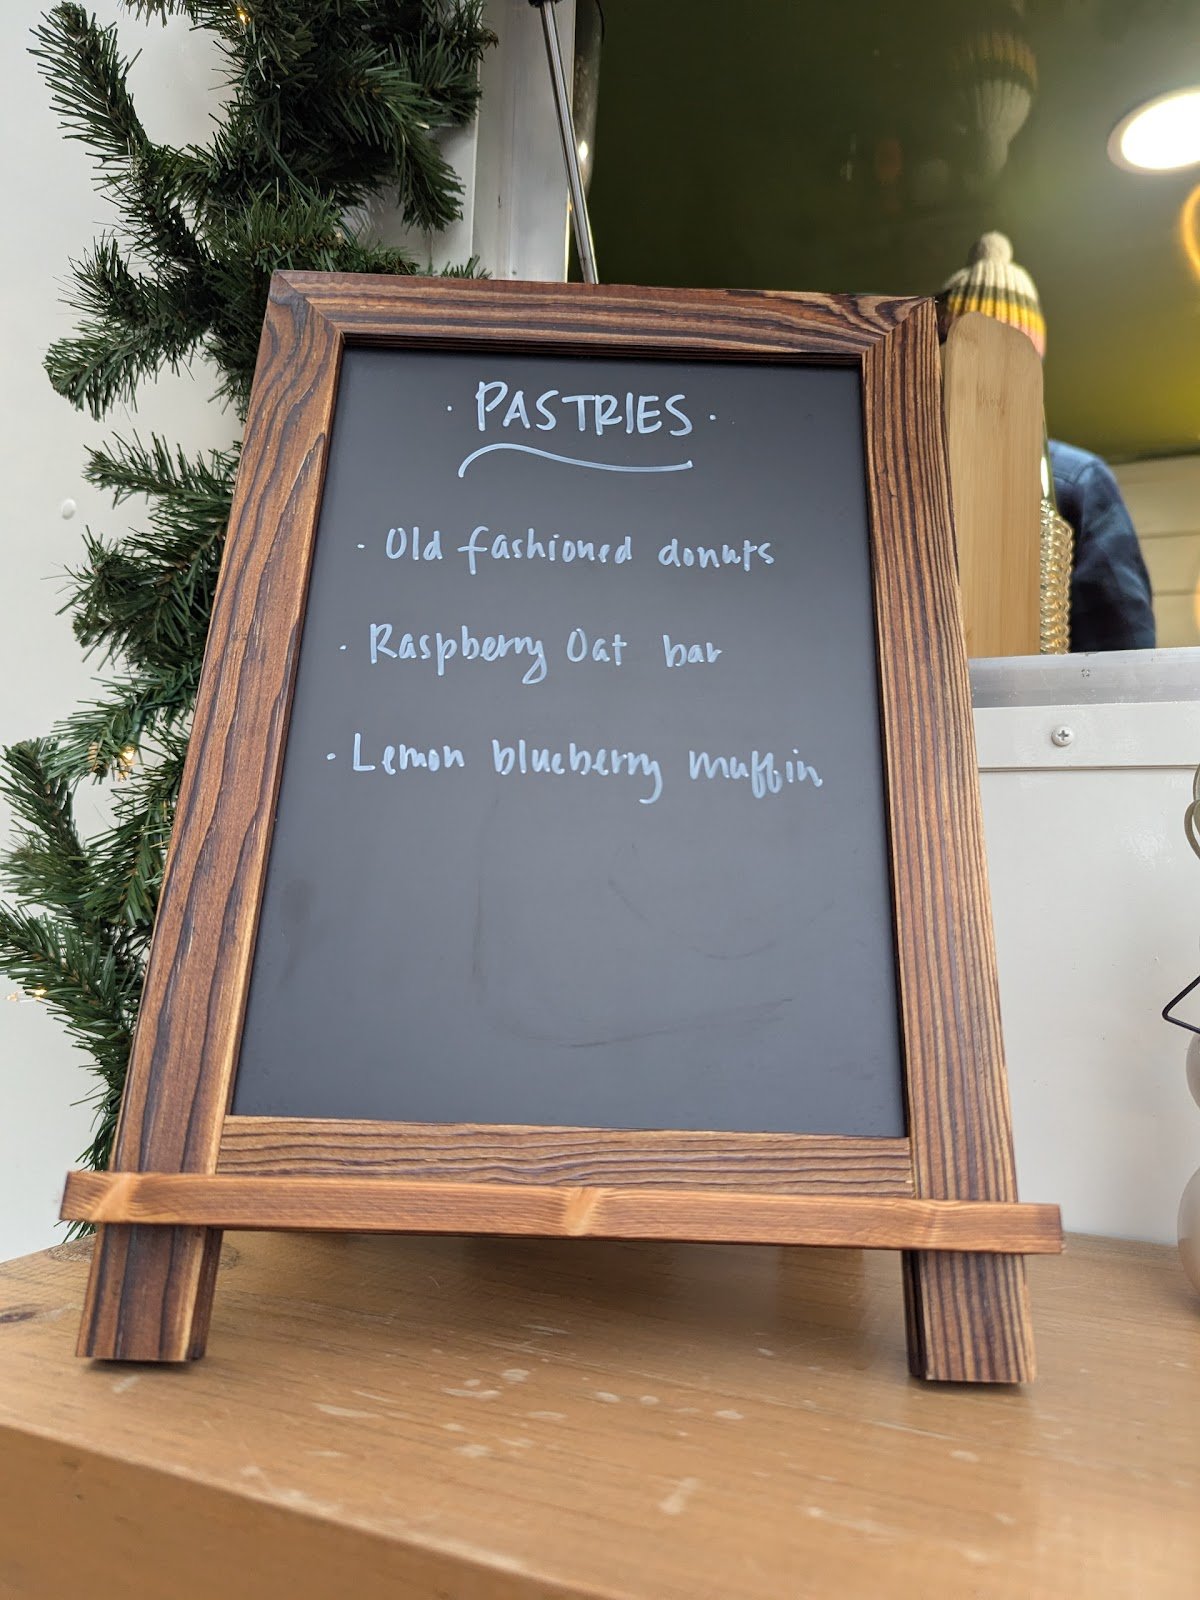 · PASTRIES ·
· Old fashioned donuts
· Raspberry Oat bar
· Lemon blueberry muffin